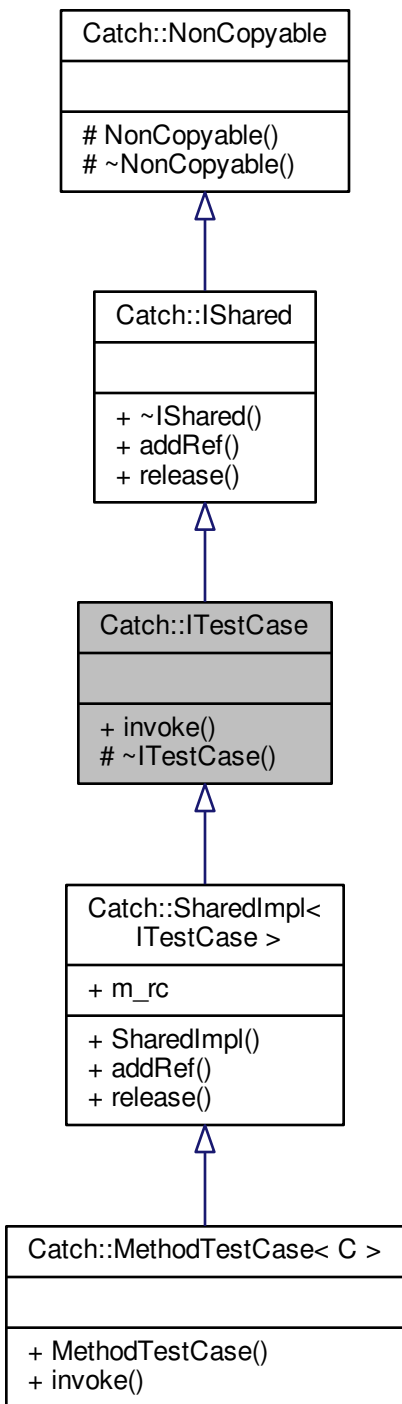 Catch::NonCopyable
# NonCopyable()
# ~NonCopyable()
Catch::IShared
+ ~IShared()
+ addRef()
+ release()
Catch::ITestCase
+ invoke()
# ~ITestCase()
Catch::SharedImpl<
ITestCase >
+ m_rc
+ SharedImpl()
+ addRef()
+ release()
Catch::MethodTestCase< C >
+ MethodTestCase()
+ invoke()